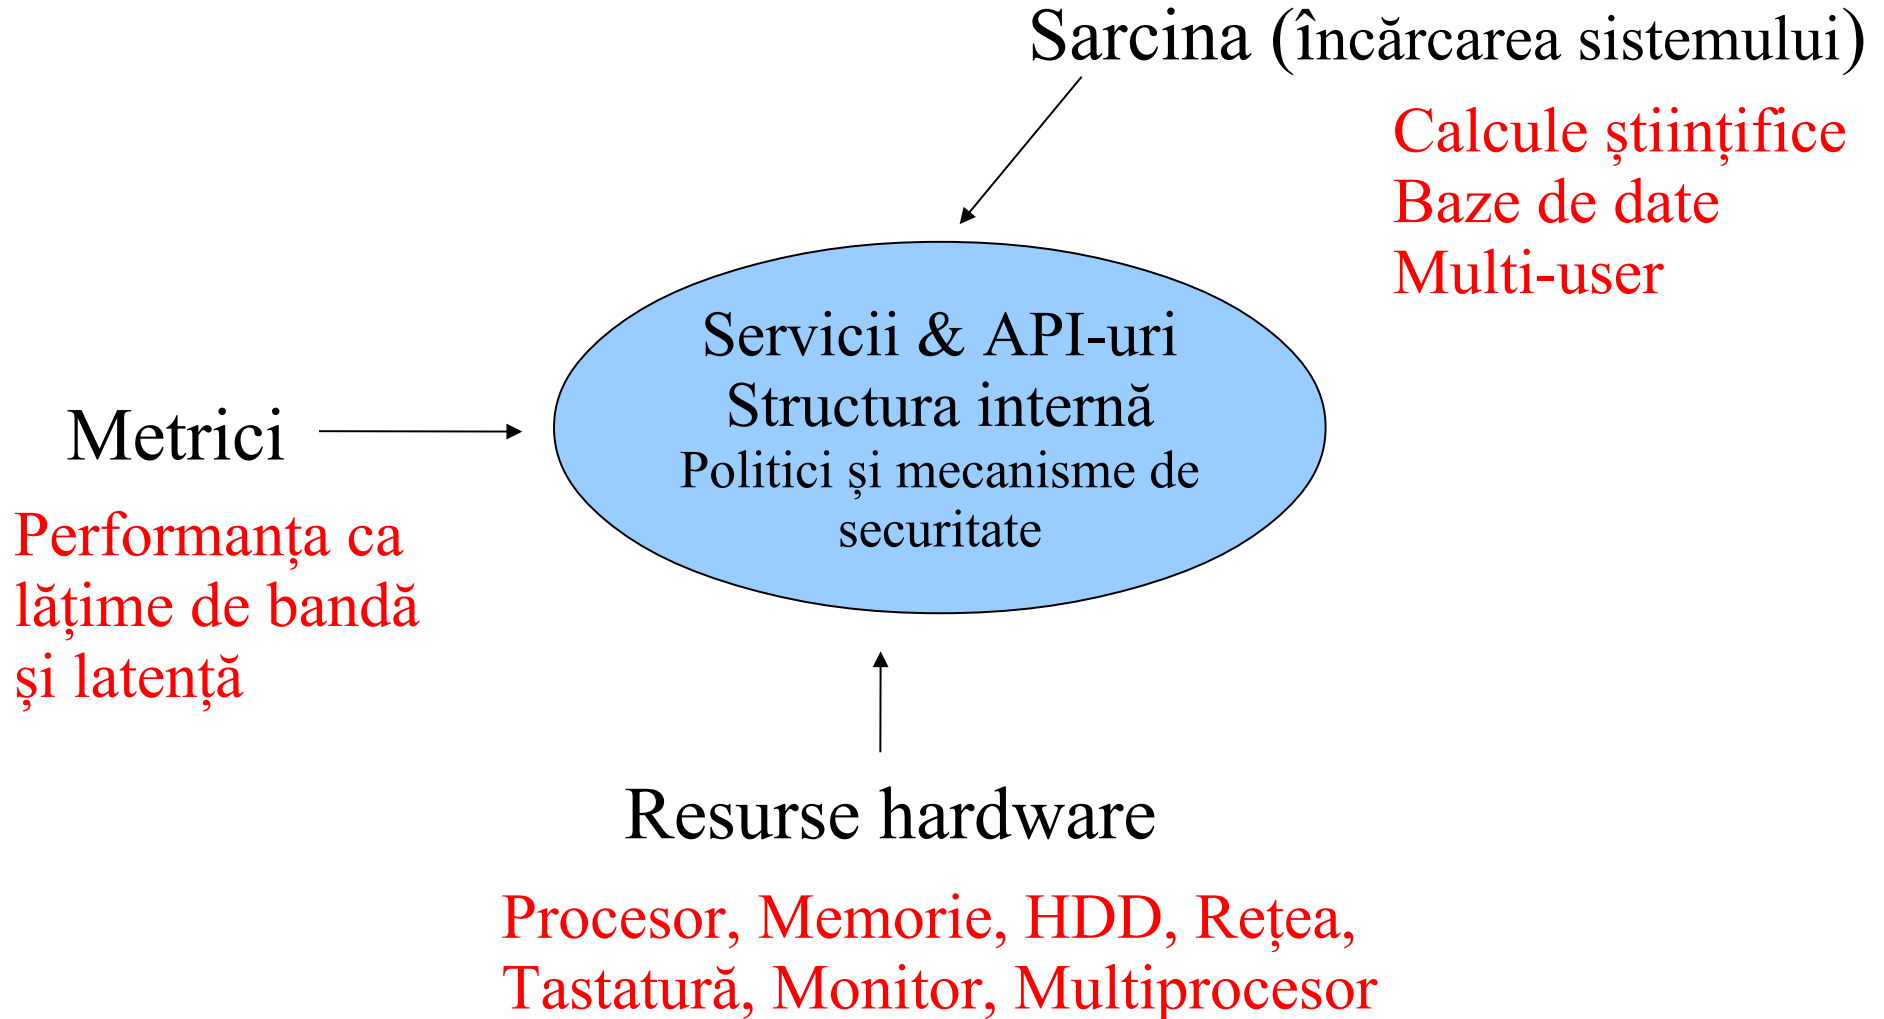 Sarcina (încărcarea sistemului)
Calcule științifice
Baze de date
Multi-user
Servicii & API-uri
Structura internă
Politici și mecanisme de
securitate
Metrici
Performanța ca
lățime de bandă
și latență
Resurse hardware
Procesor, Memorie, HDD, Rețea,
Tastatură, Monitor, Multiprocesor